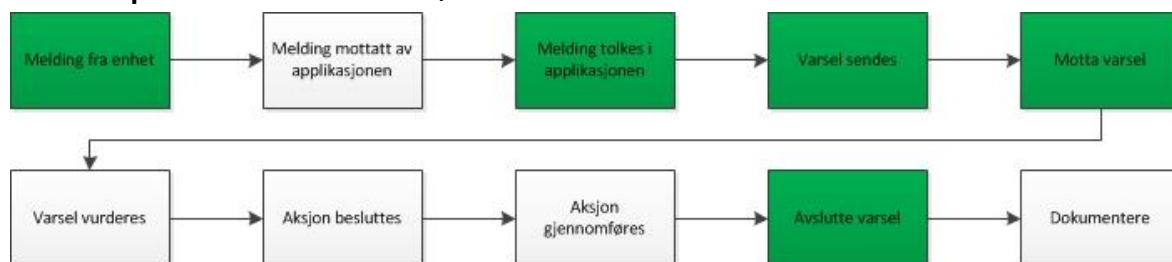 Melding fra enhet
Melding mottatt av
applikasjonen
Melding tolkes i
applikasjonen
Varsel sendes
Motta varsel
Varsel vurderes
Aksjon besluttes
Aksjon
gjennomføres
Avslutte varsel
Dokumentere